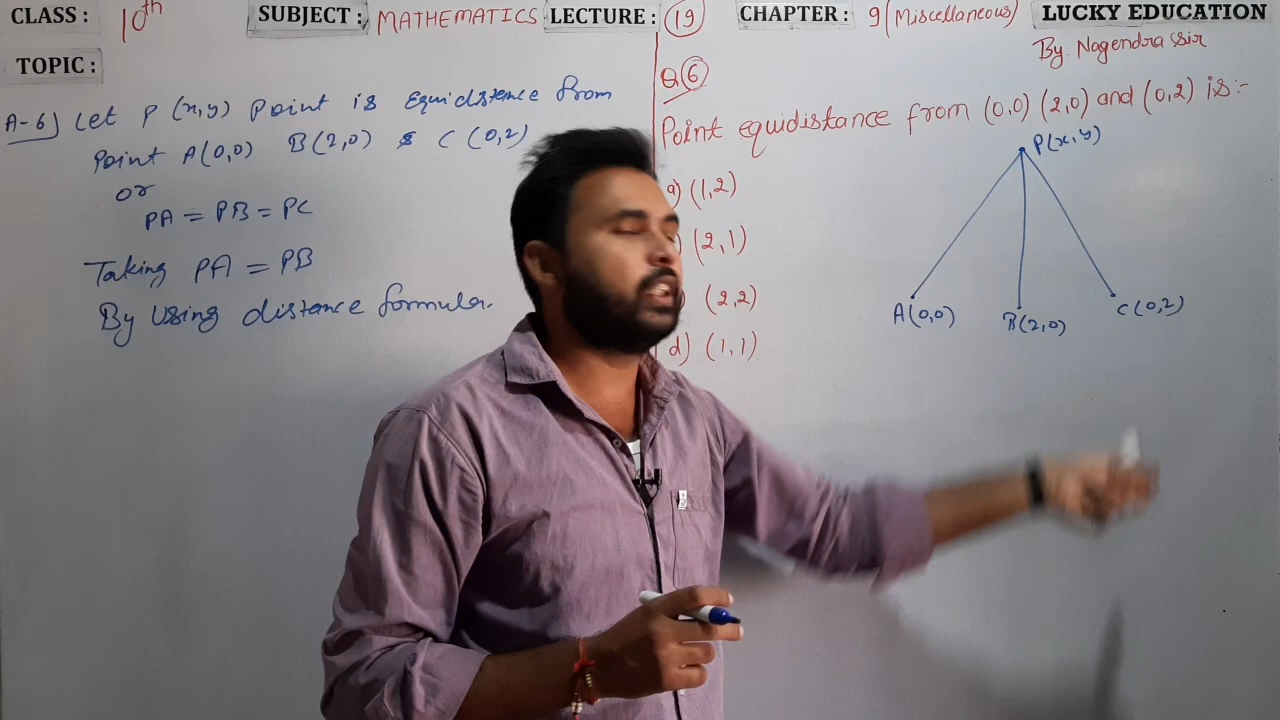 CLASS : 10th SUBJECT : MATHEMATICS LECTURE : 19 CHAPTER : 9 (Miscellaneous) LUCKY EDUCATION
By. Nagendra Sir
TOPIC :
A-6) Let P (x,y) Point is Equidistance from
Point A(0,0) B(2,0) & C (0,2)
or
PA = PB = PC
Taking PA = PB
By Using distance formula.
Q 6
Point equidistance from (0,0) (2,0) and (0,2) is :-
a) (1,2)
(2,1)
(2,2)
d) (1,1)
P(x,y)
A(0,0) B(2,0) C(0,2)